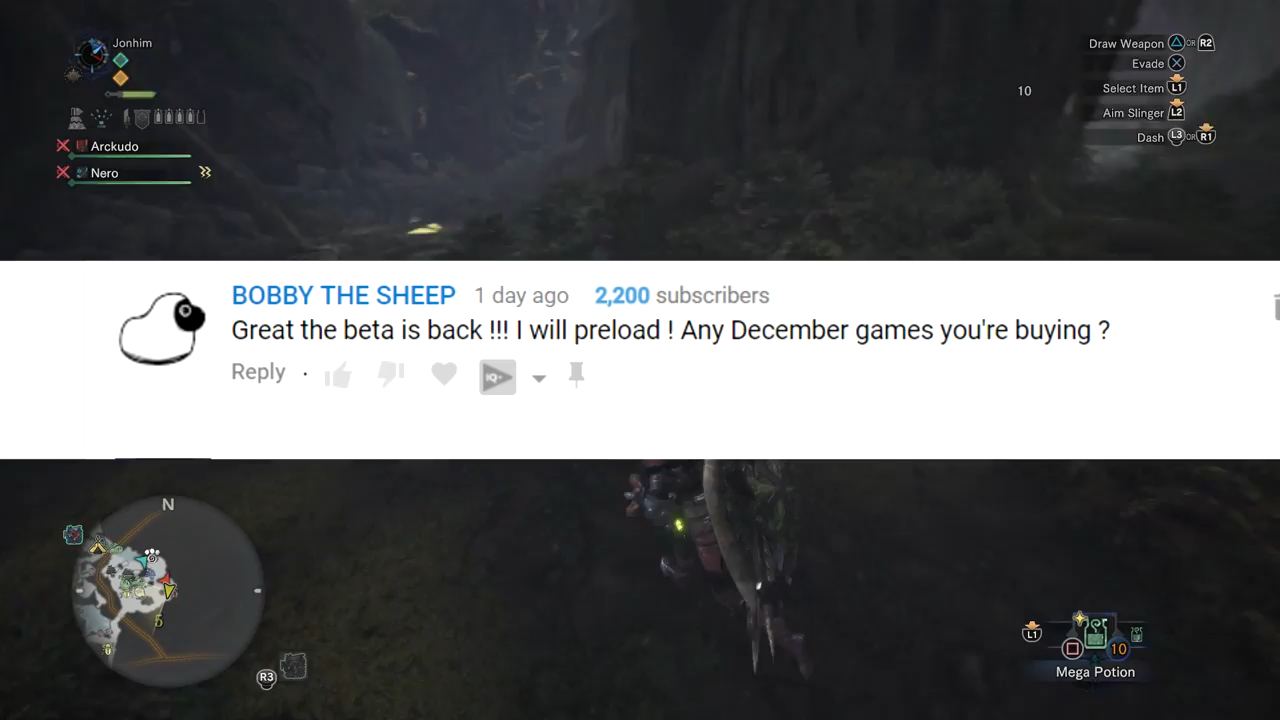 Jonhim
Draw Weapon △ OR R2
Evade ✕
10
Select Item L1
Aim Slinger L2
Dash L3 OR R1
Arckudo
Nero
BOBBY THE SHEEP 1 day ago 2,200 subscribers
Great the beta is back !!! I will preload ! Any December games you're buying ?
Reply ·
N
5
L1
10
R3
Mega Potion